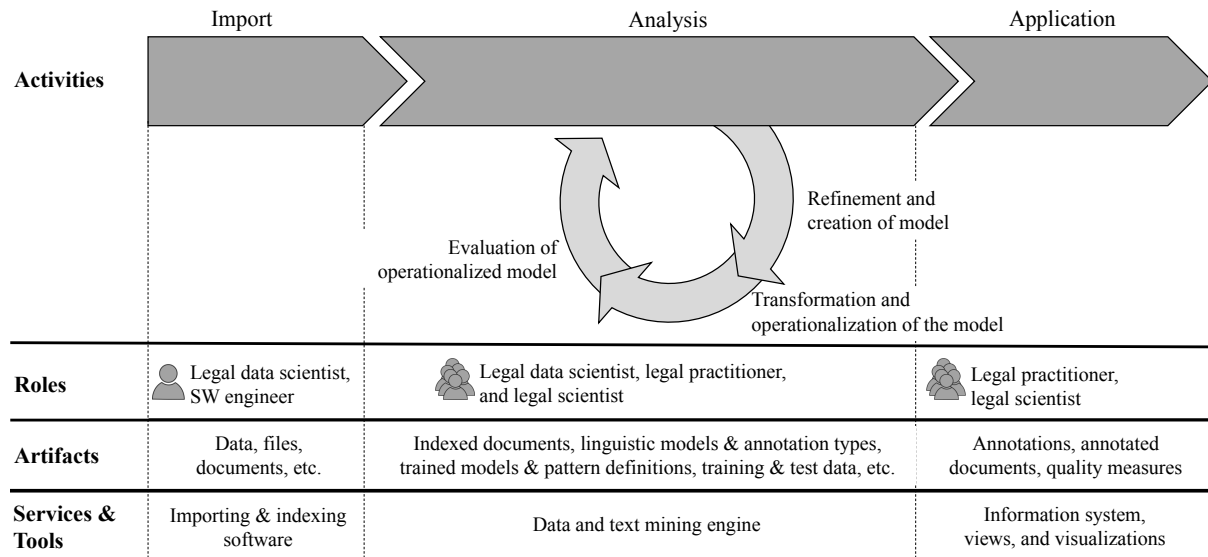 Import
Analysis
Application
Activities
Refinement and
creation of model
Evaluation of
operationalized model
Transformation and
operationalization of the model
Roles
Legal data scientist,
SW engineer
Legal data scientist, legal practitioner,
and legal scientist
Legal practitioner,
legal scientist
Artifacts
Data, files,
documents, etc.
Indexed documents, linguistic models & annotation types,
trained models & pattern definitions, training & test data, etc.
Annotations, annotated
documents, quality measures
Services &
Tools
Importing & indexing
software
Data and text mining engine
Information system,
views, and visualizations